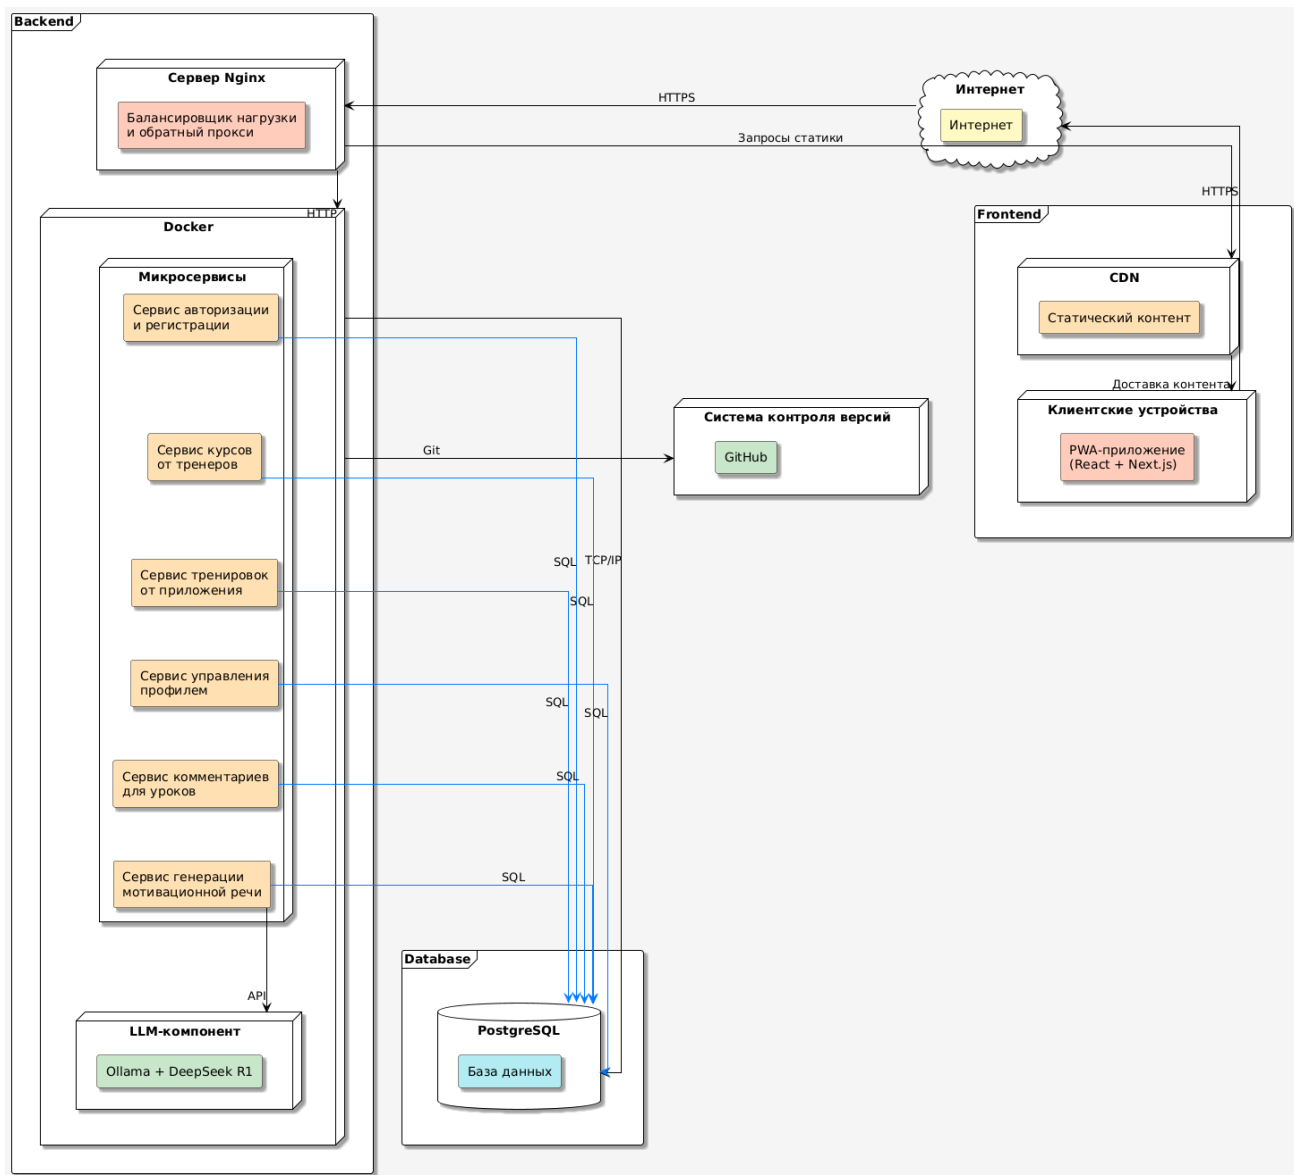 Backend
Сервер Nginx
Балансировщик нагрузки
и обратный прокси
HTTPS
Запросы статики
Интернет
Интернет
HTTPS
HTTP
Docker
Микросервисы
Сервис авторизации
и регистрации
Сервис курсов
от тренеров
Сервис тренировок
от приложения
Сервис управления
профилем
Сервис комментариев
для уроков
Сервис генерации
мотивационной речи
API
LLM-компонент
Ollama + DeepSeek R1
Git
Система контроля версий
GitHub
Frontend
CDN
Статический контент
Доставка контента
Клиентские устройства
PWA-приложение
(React + Next.js)
SQL
TCP/IP
SQL
SQL
SQL
SQL
SQL
Database
PostgreSQL
База данных